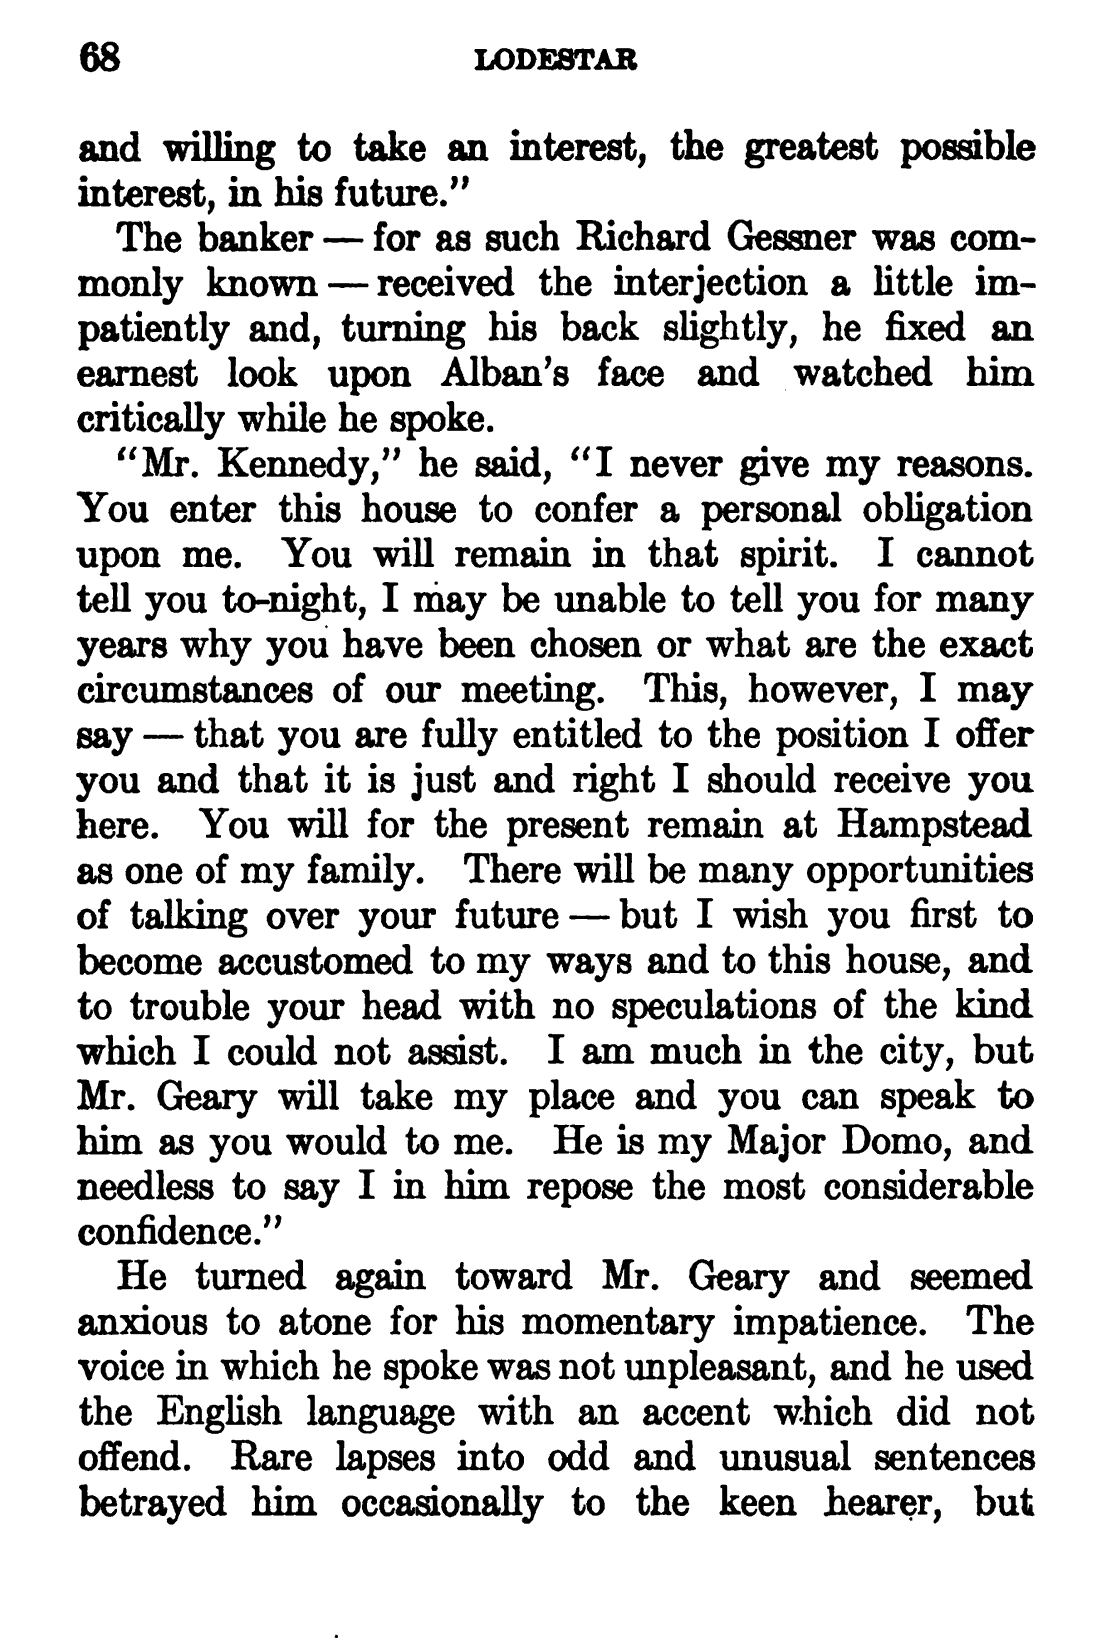 68 LODESTAR
and willing to take an interest, the greatest possible
interest, in his future."
The banker — for as such Richard Gessner was com-
monly known — received the interjection a little im-
patiently and, turning his back slightly, he fixed an
earnest look upon Alban's face and watched him
critically while he spoke.
"Mr. Kennedy," he said, "I never give my reasons.
You enter this house to confer a personal obligation
upon me. You will remain in that spirit. I cannot
tell you to-night, I may be unable to tell you for many
years why you have been chosen or what are the exact
circumstances of our meeting. This, however, I may
say — that you are fully entitled to the position I offer
you and that it is just and right I should receive you
here. You will for the present remain at Hampstead
as one of my family. There will be many opportunities
of talking over your future — but I wish you first to
become accustomed to my ways and to this house, and
to trouble your head with no speculations of the kind
which I could not assist. I am much in the city, but
Mr. Geary will take my place and you can speak to
him as you would to me. He is my Major Domo, and
needless to say I in him repose the most considerable
confidence."
He turned again toward Mr. Geary and seemed
anxious to atone for his momentary impatience. The
voice in which he spoke was not unpleasant, and he used
the English language with an accent which did not
offend. Rare lapses into odd and unusual sentences
betrayed him occasionally to the keen hearer, but